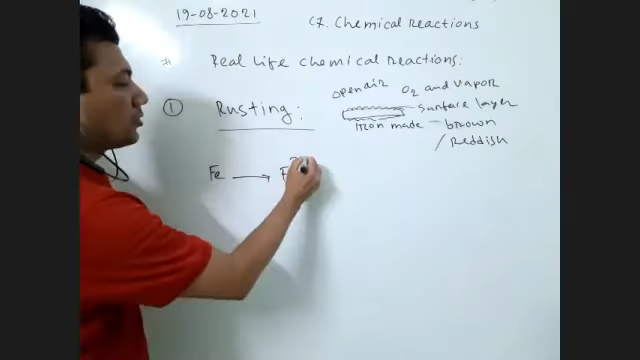 19-08-2021
C7. Chemical Reactions
# Real Life chemical reactions:
① Rusting:
open air O2 and vapor
surface layer
Iron made - brown
/ Reddish
Fe → F